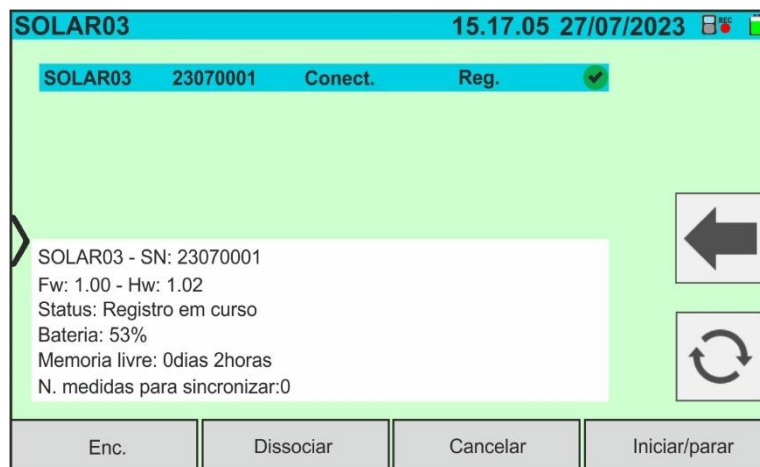 SOLAR03 15.17.05 27/07/2023 REC
SOLAR03 23070001 Conect. Reg.
SOLAR03 - SN: 23070001
Fw: 1.00 - Hw: 1.02
Status: Registro em curso
Bateria: 53%
Memoria livre: 0dias 2horas
N. medidas para sincronizar:0
Enc. Dissociar Cancelar Iniciar/parar